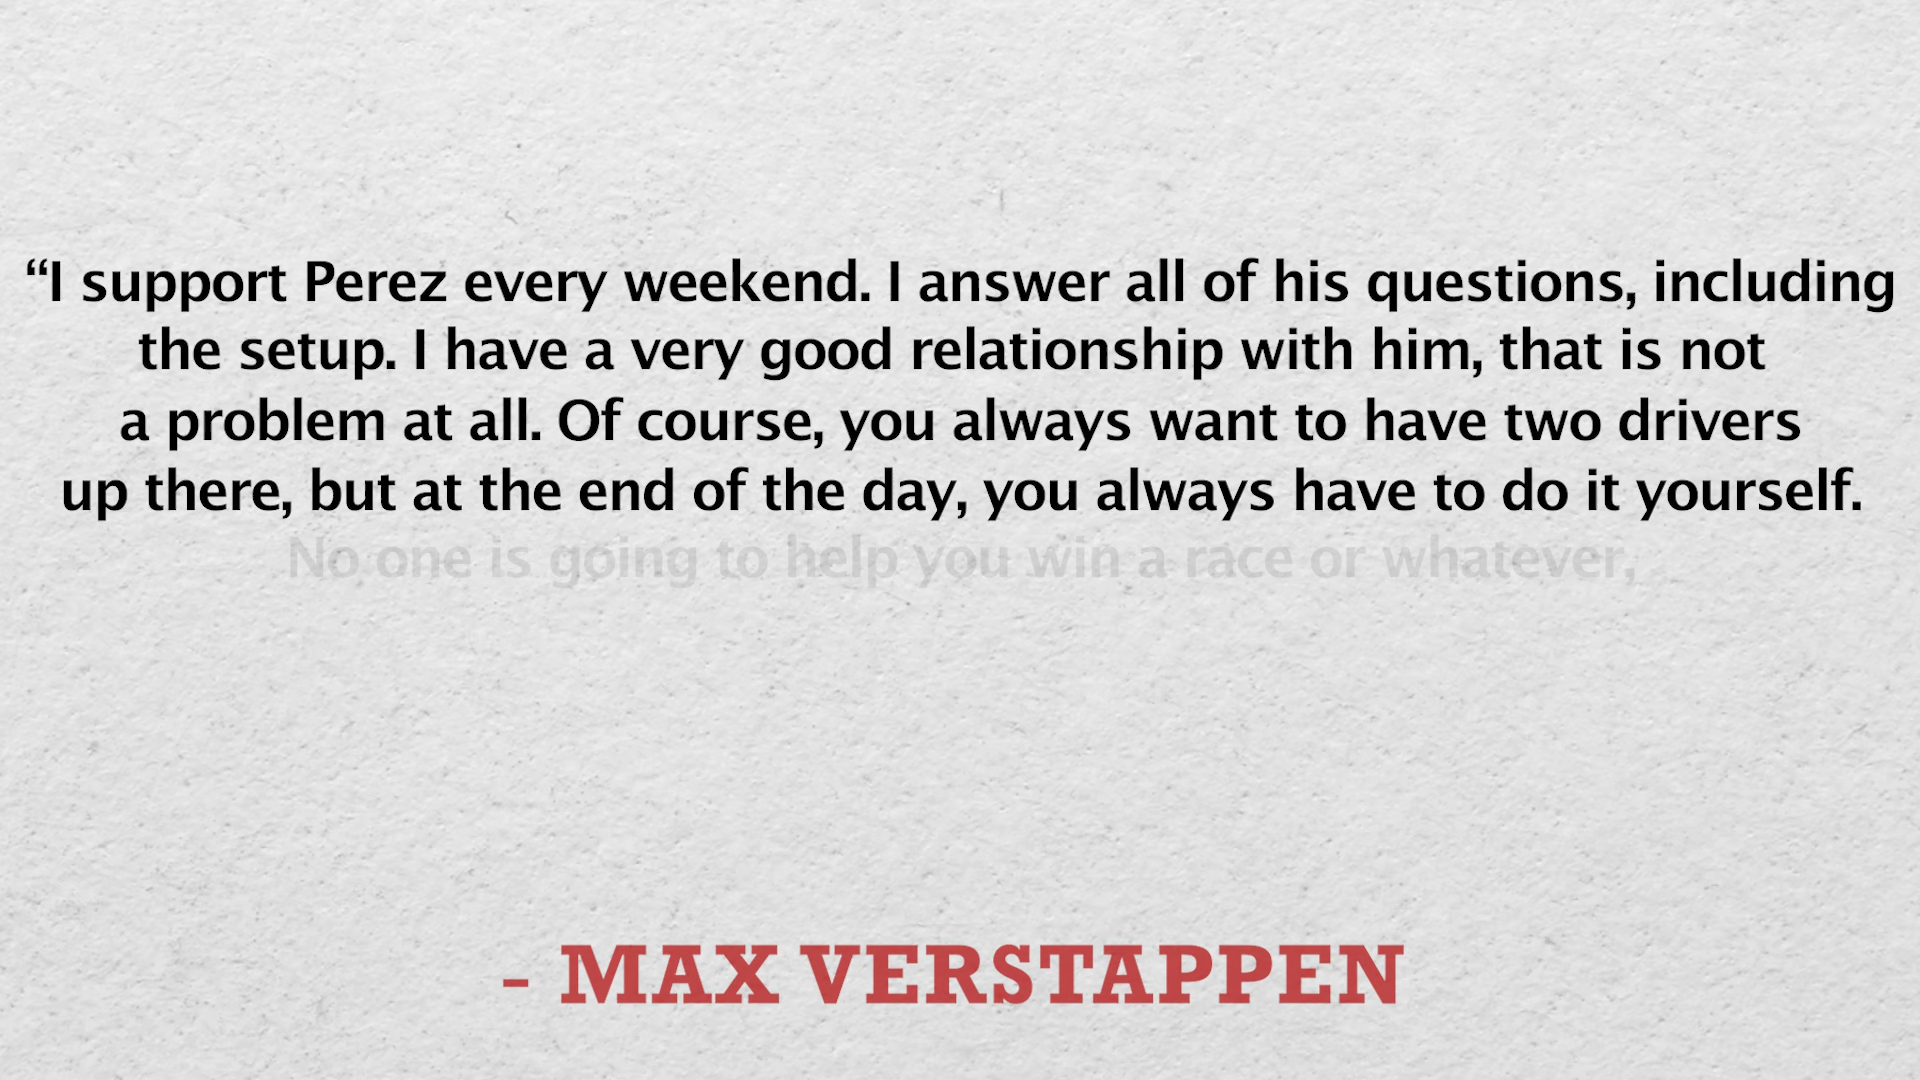 “I support Perez every weekend. I answer all of his questions, including
the setup. I have a very good relationship with him, that is not
a problem at all. Of course, you always want to have two drivers
up there, but at the end of the day, you always have to do it yourself.
No one is going to help you win a race or whatever,
- MAX VERSTAPPEN